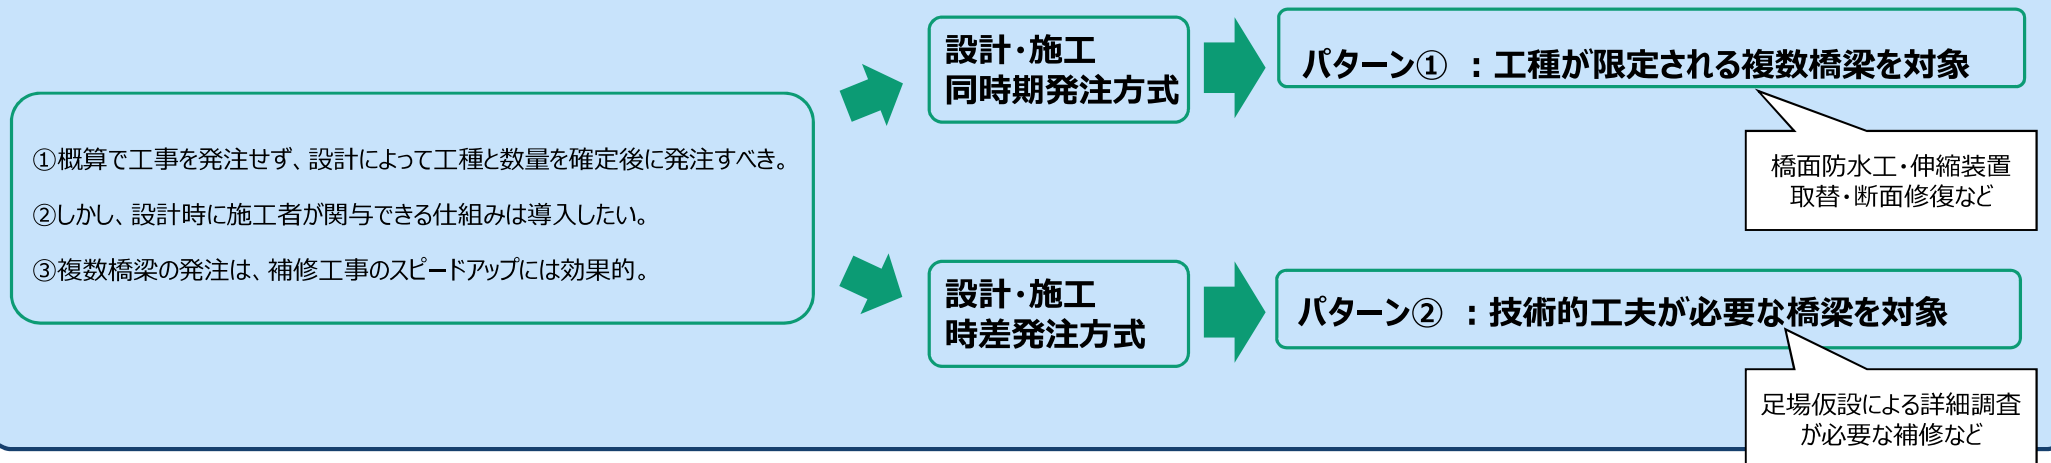 ①概算で工事を発注せず、設計によって工種と数量を確定後に発注すべき。
②しかし、設計時に施工者が関与できる仕組みは導入したい。
③複数橋梁の発注は、補修工事のスピードアップには効果的。
設計・施工
同時期発注方式
パターン① ：工種が限定される複数橋梁を対象
橋面防水工・伸縮装置
取替・断面修復など
設計・施工
時差発注方式
パターン② ：技術的工夫が必要な橋梁を対象
足場仮設による詳細調査
が必要な補修など